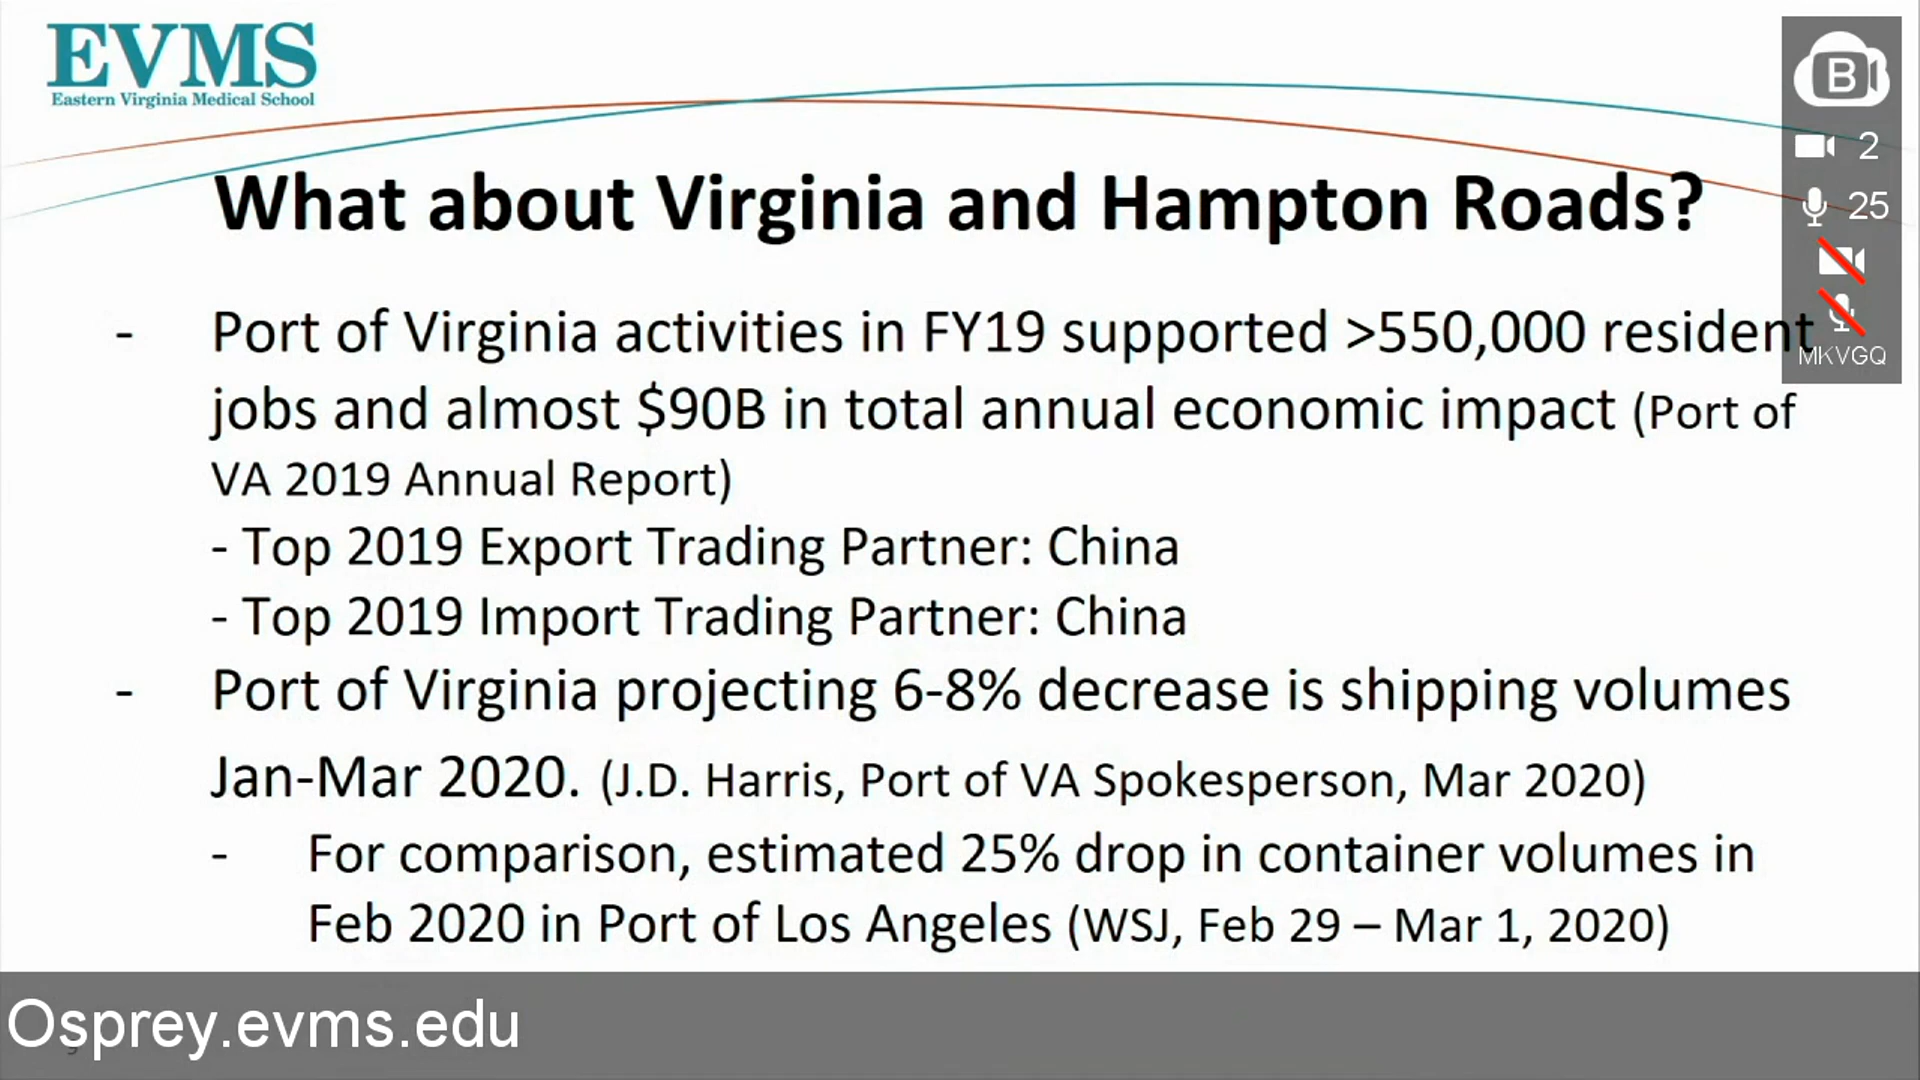 EVMS
Eastern Virginia Medical School
B
2
25
MKVGQ
What about Virginia and Hampton Roads?
- Port of Virginia activities in FY19 supported >550,000 resident
jobs and almost $90B in total annual economic impact (Port of
VA 2019 Annual Report)
- Top 2019 Export Trading Partner: China
- Top 2019 Import Trading Partner: China
- Port of Virginia projecting 6-8% decrease is shipping volumes
Jan-Mar 2020. (J.D. Harris, Port of VA Spokesperson, Mar 2020)
- For comparison, estimated 25% drop in container volumes in
Feb 2020 in Port of Los Angeles (WSJ, Feb 29 – Mar 1, 2020)
Osprey.evms.edu